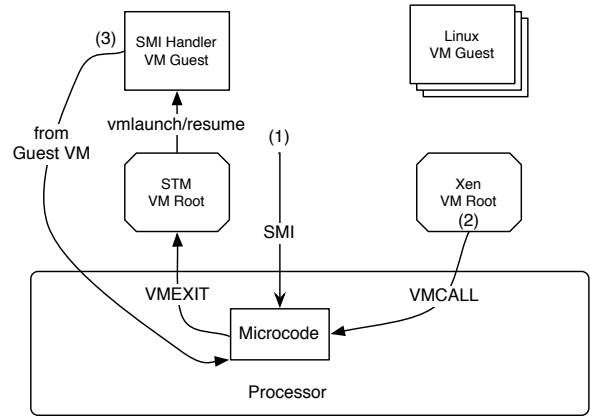 SMI Handler
VM Guest
(3)
Linux
VM Guest
from
Guest VM
vmlaunch/resume
(1)
STM
VM Root
Xen
VM Root
(2)
SMI
VMEXIT
VMCALL
Microcode
Processor